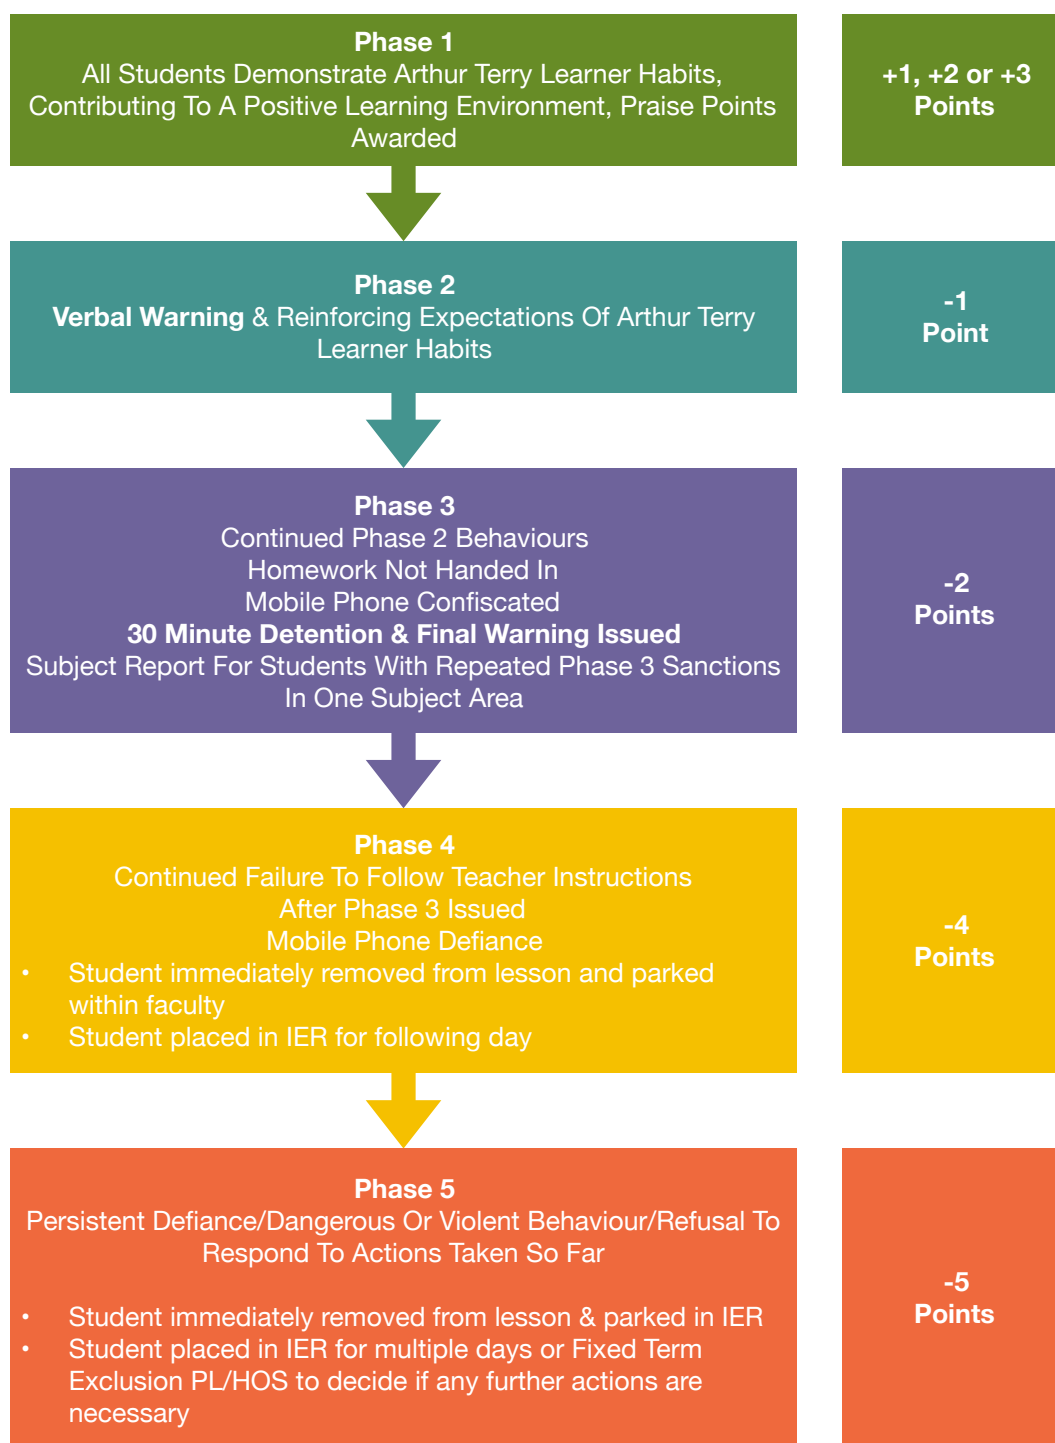 Phase 1
All Students Demonstrate Arthur Terry Learner Habits,
Contributing To A Positive Learning Environment, Praise Points
Awarded
+1, +2 or +3
Points
Phase 2
Verbal Warning & Reinforcing Expectations Of Arthur Terry
Learner Habits
-1
Point
Phase 3
Continued Phase 2 Behaviours
Homework Not Handed In
Mobile Phone Confiscated
30 Minute Detention & Final Warning Issued
Subject Report For Students With Repeated Phase 3 Sanctions
In One Subject Area
-2
Points
Phase 4
Continued Failure To Follow Teacher Instructions
After Phase 3 Issued
Mobile Phone Defiance
• Student immediately removed from lesson and parked
within faculty
• Student placed in IER for following day
-4
Points
Phase 5
Persistent Defiance/Dangerous Or Violent Behaviour/Refusal To
Respond To Actions Taken So Far
• Student immediately removed from lesson & parked in IER
• Student placed in IER for multiple days or Fixed Term
Exclusion PL/HOS to decide if any further actions are
necessary
-5
Points